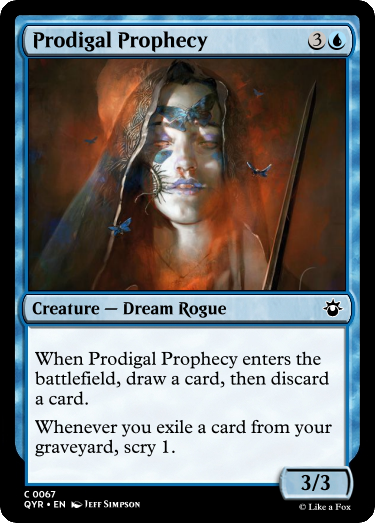 Prodigal Prophecy 3
Creature — Dream Rogue
When Prodigal Prophecy enters the
battlefield, draw a card, then discard
a card.
Whenever you exile a card from your
graveyard, scry 1.
3/3
C 0067
QYR • EN Jeff Simpson
© Like a Fox